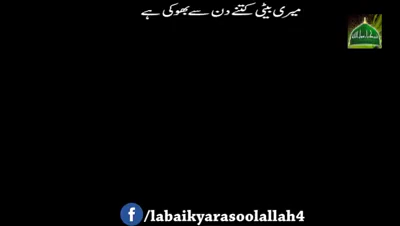 میری بیٹی کتنے دن سے بھوکی ہے
/labaikyarasoolallah4